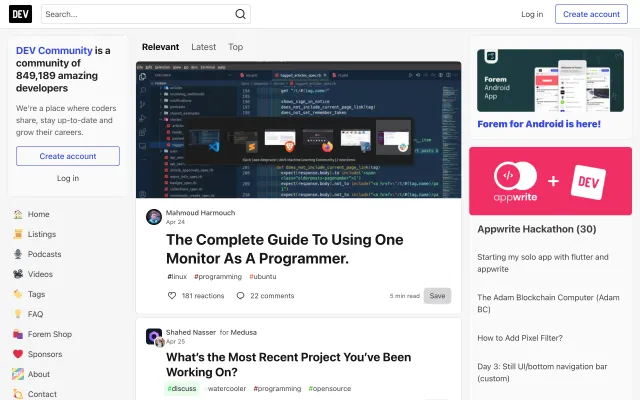 DEV
Search...
Log in
Create account
DEV Community is a
community of
849,189 amazing
developers
We're a place where coders
share, stay up-to-date and
grow their careers.
Create account
Log in
Home
Listings
Podcasts
Videos
Tags
FAQ
Forem Shop
Sponsors
About
Contact
Relevant
Latest
Top
Mahmoud Harmouch
Apr 24
The Complete Guide To Using One
Monitor As A Programmer.
#linux #programming #ubuntu
181 reactions
22 comments
5 min read
Save
Shahed Nasser for Medusa
Apr 25
What's the Most Recent Project You've Been
Working On?
#discuss watercooler #programming #opensource
Forem
Android
App
Forem for Android is here!
appwrite
+
DEV
Appwrite Hackathon (30)
Starting my solo app with flutter and
appwrite
The Adam Blockchain Computer (Adam
BC)
How to Add Pixel Filter?
Day 3: Still UI/bottom navigation bar
(custom)